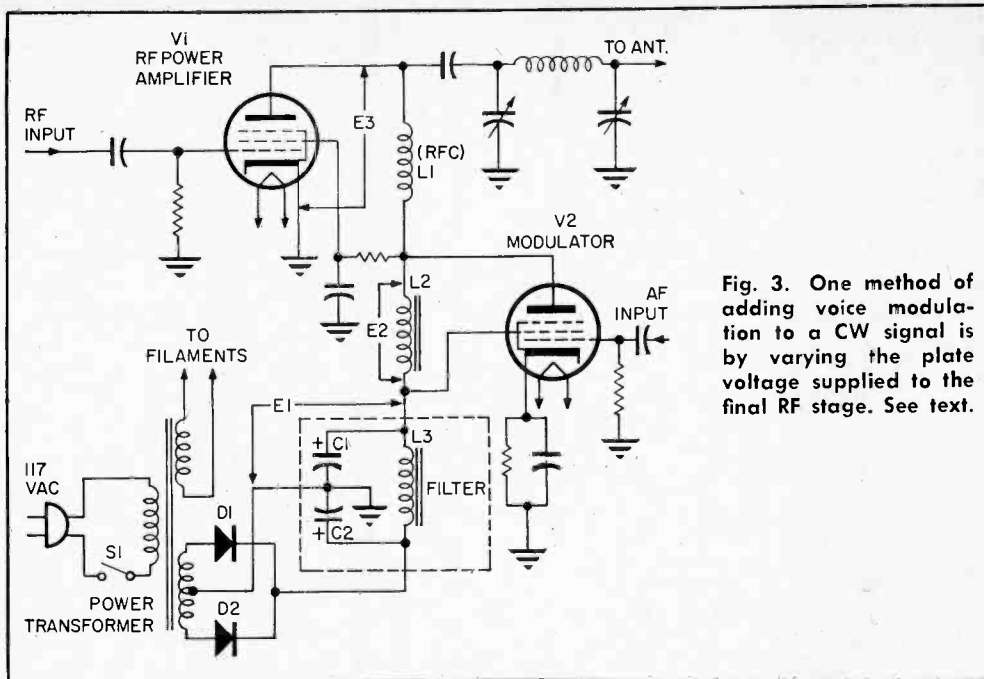 V1
RF POWER
AMPLIFIER
TO ANT.
RF
INPUT
E3
(RFC)
L1
V2
MODULATOR
L2
AF
INPUT
E2
TO
FILAMENTS
E1
+ C1
L3
FILTER
+ C2
117
VAC
S1
D1
D2
POWER
TRANSFORMER
Fig. 3. One method of
adding voice modula-
tion to a CW signal is
by varying the plate
voltage supplied to the
final RF stage. See text.